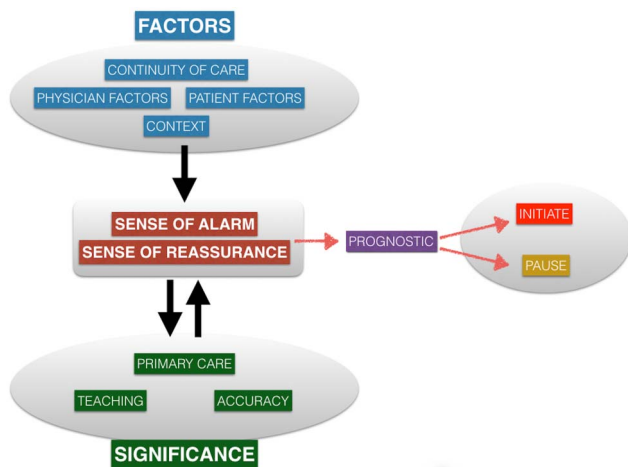 FACTORS
CONTINUITY OF CARE
PHYSICIAN FACTORS PATIENT FACTORS
CONTEXT
SENSE OF ALARM
SENSE OF REASSURANCE
PROGNOSTIC
INITIATE
PAUSE
PRIMARY CARE
TEACHING ACCURACY
SIGNIFICANCE